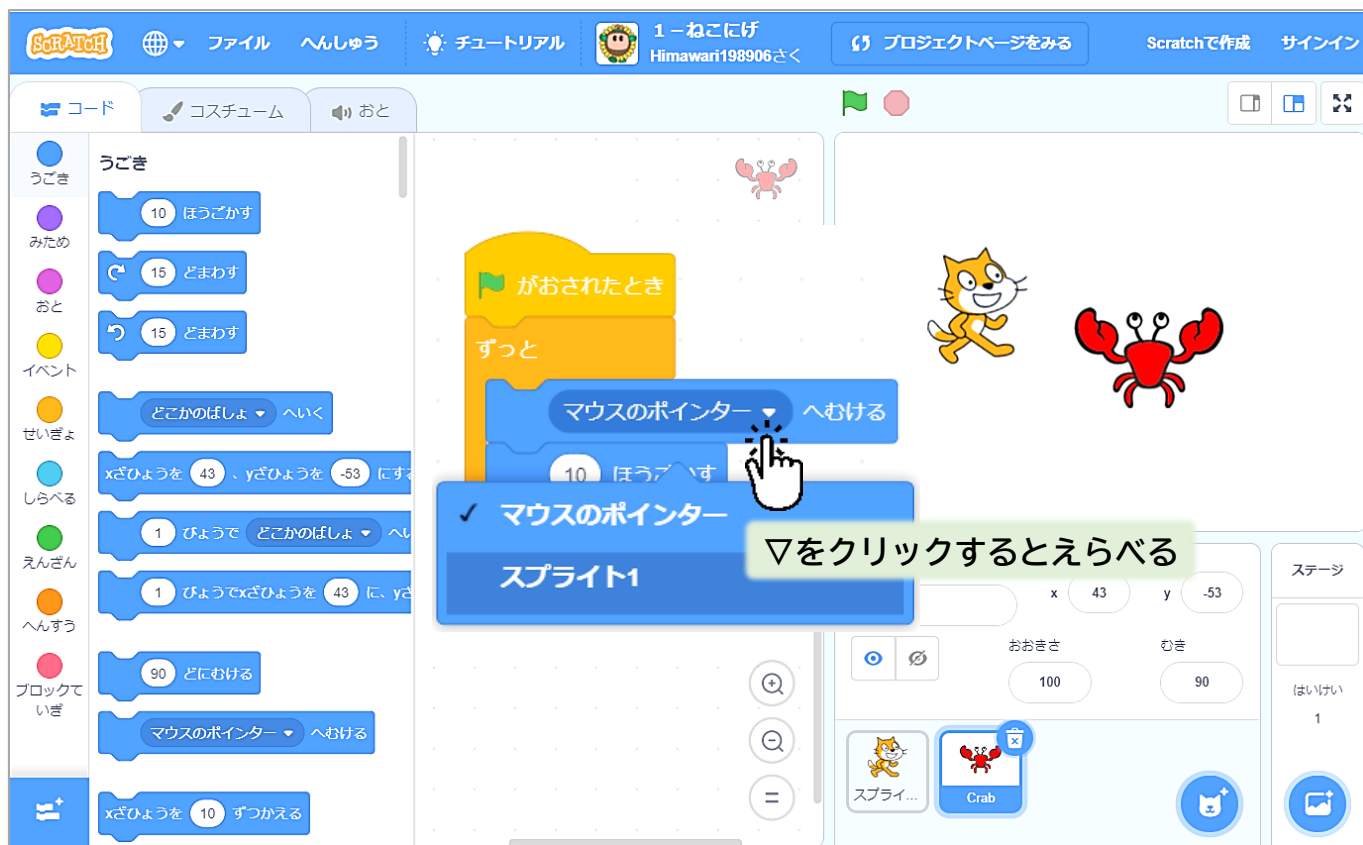 SCRATCH
ファイル
へんしゅう
チュートリアル
1－ねこにげ
Himawari198906さく
プロジェクトページをみる
Scratchで作成
サインイン
コード
コスチューム
おと
うごき
みため
おと
イベント
せいぎょ
しらべる
えんざん
へんすう
ブロックて
いぎ
うごき
10 ほうごかす
15 どまわす
15 どまわす
どこかのばしょ へいく
xざひょうを 43 、yざひょうを -53 にす
1 びょうで どこかのばしょ へ
1 びょうでxざひょうを 43 に、y
90 どにむける
マウスのポインター へむける
xざひょうを 10 ずつかえる
がおされたとき
ずっと
マウスのポインター へむける
10 ほうごかす
✓ マウスのポインター
スプライト1
▽をクリックするとえらべる
x 43 y -53
おおきさ むき
100 90
スプライ...
Crab
ステージ
はいけい
1